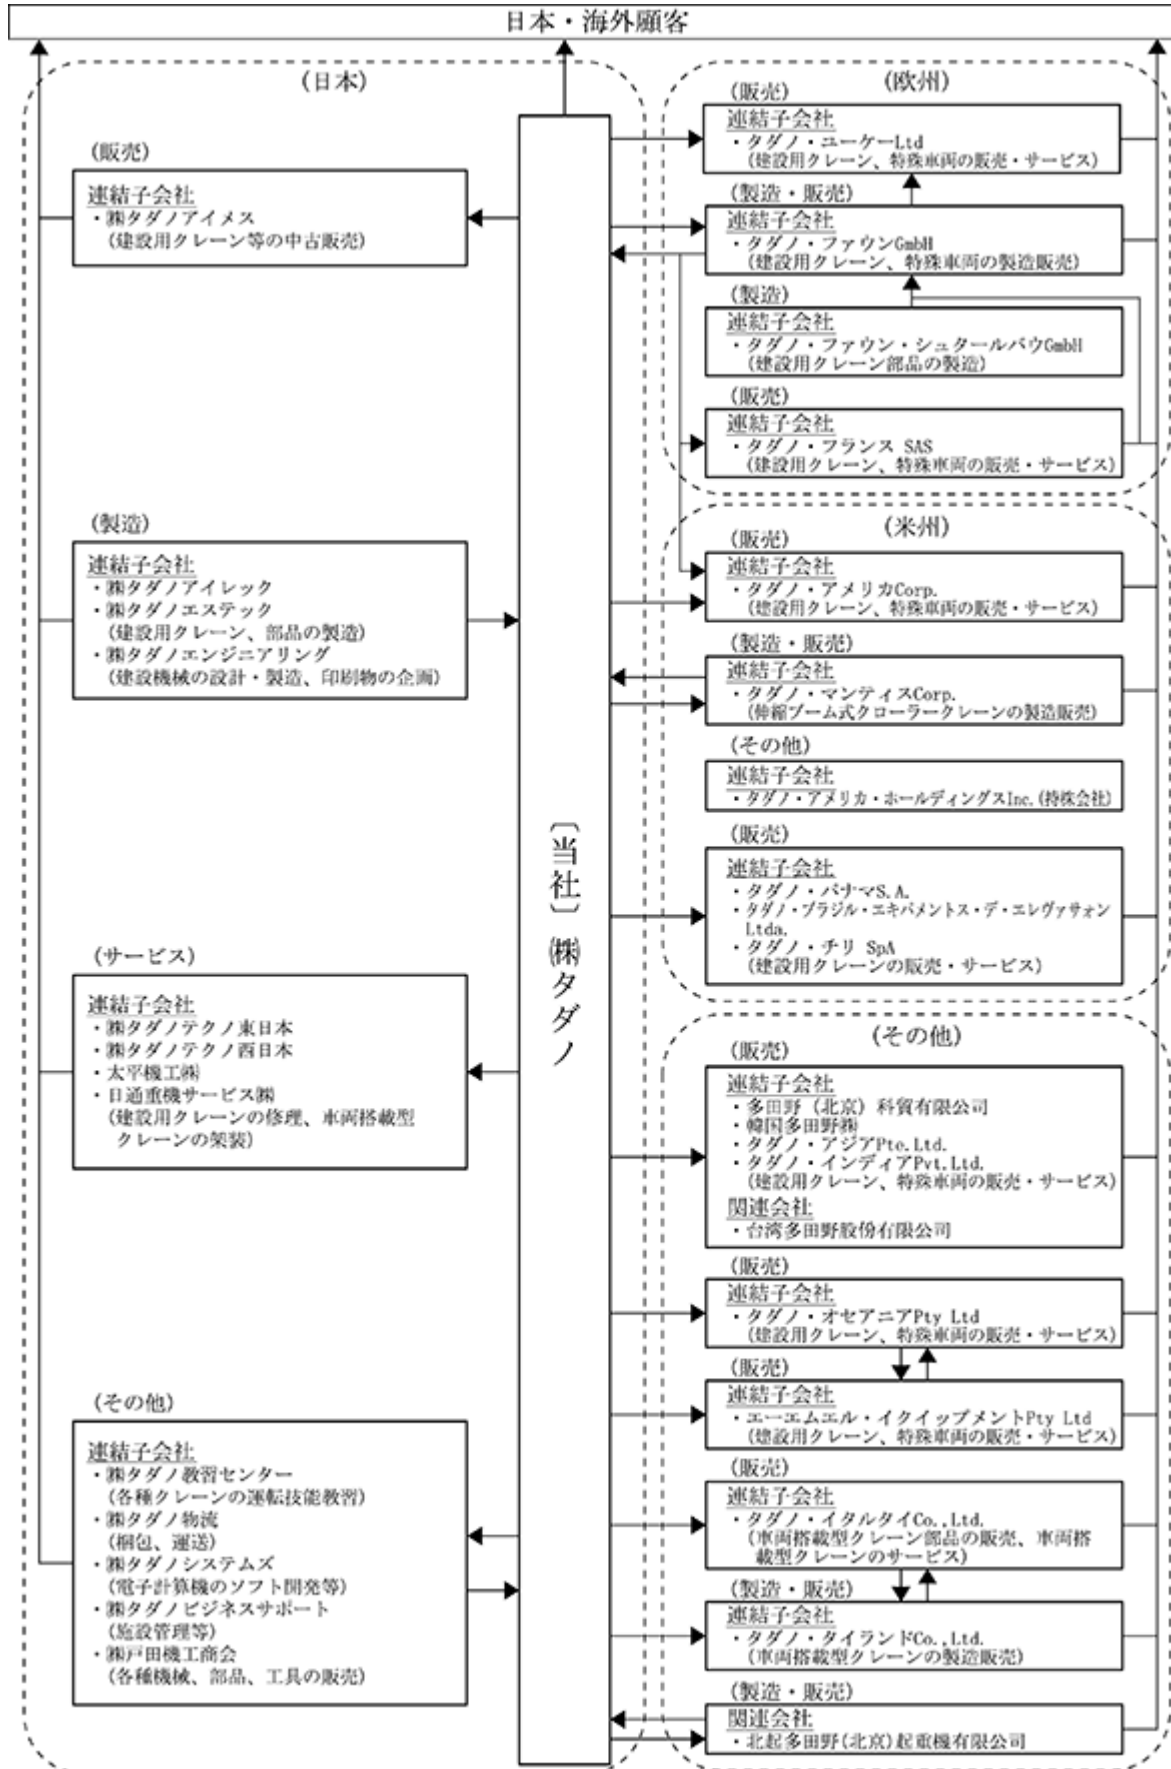 日本・海外顧客
(日本)
(販売)
連結子会社
・㈱タダノアイメス
(建設用クレーン等の中古販売)
(製造)
連結子会社
・㈱タダノアイレック
・㈱タダノエステック
(建設用クレーン、部品の製造)
・㈱タダノエンジニアリング
(建設機械の設計・製造、印刷物の企画)
(サービス)
連結子会社
・㈱タダノテクノ東日本
・㈱タダノテクノ西日本
・太平機工㈱
・日通重機サービス㈱
(建設用クレーンの修理、車両搭載型
クレーンの架装)
(その他)
連結子会社
・㈱タダノ教習センター
(各種クレーンの運転技能教習)
・㈱タダノ物流
(梱包、運送)
・㈱タダノシステムズ
(電子計算機のソフト開発等)
・㈱タダノビジネスサポート
(施設管理等)
・㈱戸田機工商会
(各種機械、部品、工具の販売)
〔当社〕㈱タダノ
(欧州)
(販売)
連結子会社
・タダノ・ユーケーLtd
(建設用クレーン、特殊車両の販売・サービス)
(製造・販売)
連結子会社
・タダノ・ファウンGmbH
(建設用クレーン、特殊車両の製造販売)
(製造)
連結子会社
・タダノ・ファウン・シュタールバウGmbH
(建設用クレーン部品の製造)
(販売)
連結子会社
・タダノ・フランス SAS
(建設用クレーン、特殊車両の販売・サービス)
(米州)
(販売)
連結子会社
・タダノ・アメリカCorp.
(建設用クレーン、特殊車両の販売・サービス)
(製造・販売)
連結子会社
・タダノ・マンティスCorp.
(伸縮ブーム式クローラークレーンの製造販売)
(その他)
連結子会社
・タダノ・アメリカ・ホールディングスInc.(持株会社)
(販売)
連結子会社
・タダノ・パナマS.A.
・タダノ・ブラジル・エキパメントス・デ・エレヴァサォン
Ltda.
・タダノ・チリ SpA
(建設用クレーンの販売・サービス)
(その他)
(販売)
連結子会社
・多田野（北京）科貿有限公司
・韓国多田野㈱
・タダノ・アジアPte.Ltd.
・タダノ・インディアPvt.Ltd.
(建設用クレーン、特殊車両の販売・サービス)
関連会社
・台湾多田野股份有限公司
(販売)
連結子会社
・タダノ・オセアニアPty Ltd
(建設用クレーン、特殊車両の販売・サービス)
(販売)
連結子会社
・エーエムエル・イクイップメントPty Ltd
(建設用クレーン、特殊車両の販売・サービス)
(販売)
連結子会社
・タダノ・イタルタイCo.,Ltd.
(車両搭載型クレーン部品の販売、車両搭
載型クレーンのサービス)
(製造・販売)
連結子会社
・タダノ・タイランドCo.,Ltd.
(車両搭載型クレーンの製造販売)
(製造・販売)
関連会社
・北起多田野(北京)起重機有限公司